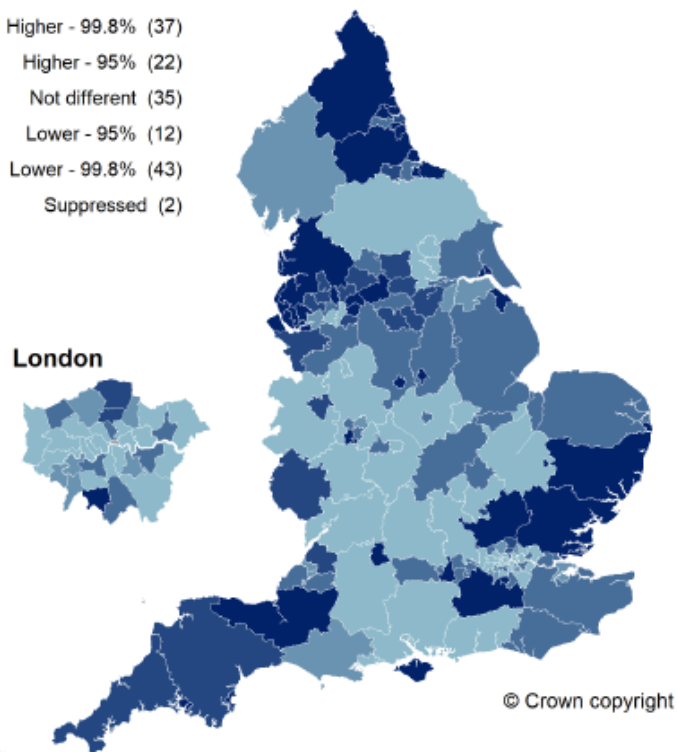 Higher - 99.8% (37)
Higher - 95% (22)
Not different (35)
Lower - 95% (12)
Lower - 99.8% (43)
Suppressed (2)
London
© Crown copyright